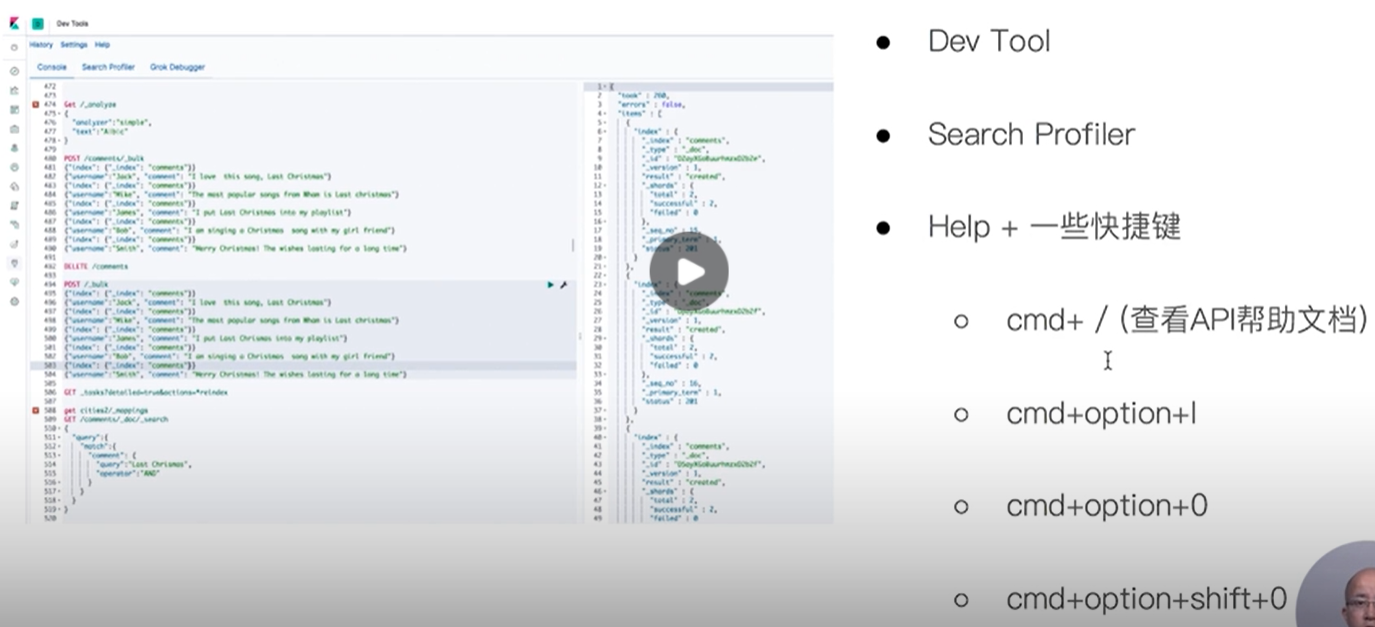 Dev Tools
History Settings Help
Console Search Profiler Grok Debugger
472
473
474 Get /_analyze
475 {
476 "analyzer":"simple",
477
478 }
479
480 POST /comments/_bulk
481 {"index": {"_index": "comments"}}
482 {"username":"Jack", "comment": "I love this song, Last Christmas"}
483 {"index": {"_index": "comments"}}
484 {"username":"Mike", "comment": "The most popular songs from Wham is Last christmas"}
485 {"index": {"_index": "comments"}}
486 {"username":"James", "comment": "I put Last Christmas into my playlist"}
487 {"index": {"_index": "comments"}}
488 {"username":"Bob", "comment": "I am singing a Christmas song with my girl friend"}
489 {"index": {"_index": "comments"}}
490 {"username":"Smith", "comment": "Merry Christmas! The wishes lasting for a long time"}
491
492 DELETE /comments
493
494 POST /_bulk
495 {"index": {"_index": "comments"}}
496 {"username":"Jack", "comment": "I love this song, Last Christmas"}
497 {"index": {"_index": "comments"}}
498 {"username":"Mike", "comment": "The most popular songs from Wham is Last christmas"}
499 {"index": {"_index": "comments"}}
500 {"username":"James", "comment": "I put Last Chrismas into my playlist"}
501 {"index": {"_index": "comments"}}
502 {"username":"Bob", "comment": "I am singing a Christmas song with my girl friend"}
503 {"index": {"_index": "comments"}}
504 {"username":"Smith", "comment": "Merry Christmas! The wishes lasting for a long time"}
505
506 GET _tasks?detailed=true&actions=*reindex
507
508 get cities2/_mappings
509 GET /comments/_doc/_search
510 {
511 "query":{
512 "match":{
513 "comment": {
514 "query":"Last Chrismas",
515 "operator":"AND"
516 }
517 }
518 }
519 }
520
1 {
2 "took" : 260,
3 "errors" : false,
4 "items" : [
5 {
6 "index" : {
7 "_index" : "comments",
8 "_type" : "_doc",
9 "_id" :
10 "_version" : 1,
11 "result" : "created",
12 "_shards" : {
13 "total" : 2,
14 "successful" : 2,
15 "failed" : 0
16 },
17 "_seq_no" : 15,
18 "_primary_term" : 1,
19 "status" : 201
20 }
21 },
22 {
23 "index" : {
24 "_index" : "comments",
25 "_type" : "_doc",
26 "_id" :
27 "_version" : 1,
28 "result" : "created",
29 "_shards" : {
30 "total" : 2,
31 "successful" : 2,
32 "failed" : 0
33 },
34 "_seq_no" : 16,
35 "_primary_term" : 1,
36 "status" : 201
37 }
38 },
39 {
40 "index" : {
41 "_index" : "comments",
42 "_type" : "_doc",
43 "_id" :
44 "_version" : 1,
45 "result" : "created",
46 "_shards" : {
47 "total" : 2,
48 "successful" : 2,
49 "failed" : 0
● Dev Tool
● Search Profiler
● Help + 一些快捷键
○ cmd+ / (查看API帮助文档)
○ cmd+option+l
○ cmd+option+0
○ cmd+option+shift+0